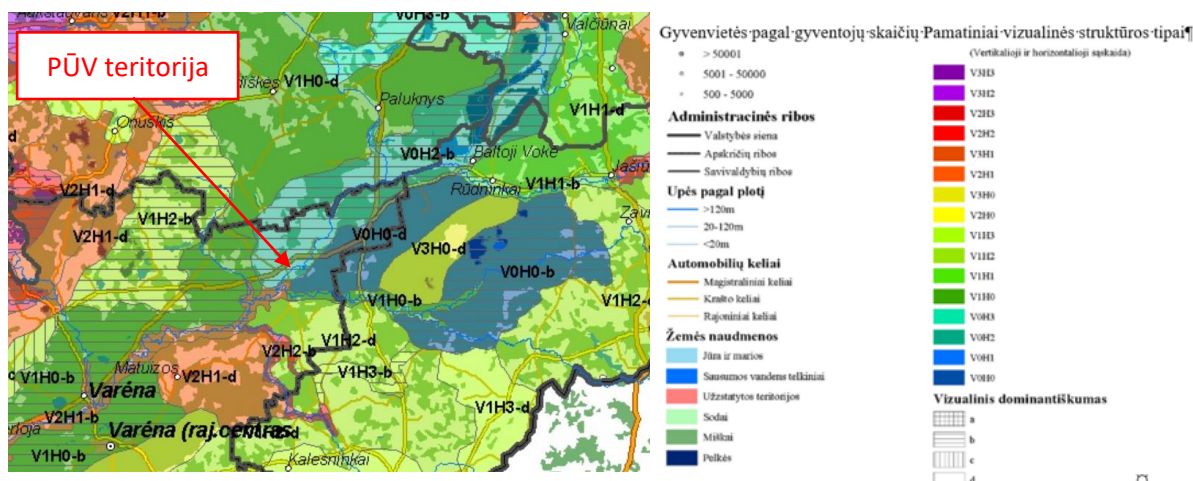 Aukštadvaris
V2H1-d
V0H3-b
Valčiūnai
PŪV teritorija
diškės
V1H0-d
Paluknys
V1H1-d
Onuškis
V0H2-b
Baltoji Vokė
Jašiū
Rūdninkai
V1H1-b
V2H1-d
V1H2-b
Zav
V2H1-d
V0H0-d
V3H0-d
V0H0-b
V1H0-b
V1H2-
V1H2-d
V2H2-b
Matuizos
V2H1-d
V1H3-b
V1H0-b
Varėna
V2H1-b
V1H3-d
Varėna (raj.centras
V1H0-b
Kalesninkai
Gyvenvietės·pagal·gyventojų·skaičių·Pamatiniai·vizualinės·struktūros·tipai¶
(Vertikalioji ir horizontalioji sąskaida)
> 50001
5001 - 50000
500 - 5000
Administracinės ribos
Valstybės siena
Apskričių ribos
Savivaldybių ribos
Upės pagal plotį
>120m
20-120m
<20m
Automobilių keliai
Magistraliniai keliai
Krašto keliai
Rajoniniai keliai
Žemės naudmenos
Jūra ir marios
Sausumos vandens telkiniai
Užstatytos teritorijos
Sodai
Miškai
Pelkės
V3H3
V3H2
V2H3
V2H2
V3H1
V2H1
V3H0
V2H0
V1H3
V1H2
V1H1
V1H0
V0H3
V0H2
V0H1
V0H0
Vizualinis dominantiškumas
a
b
c
d